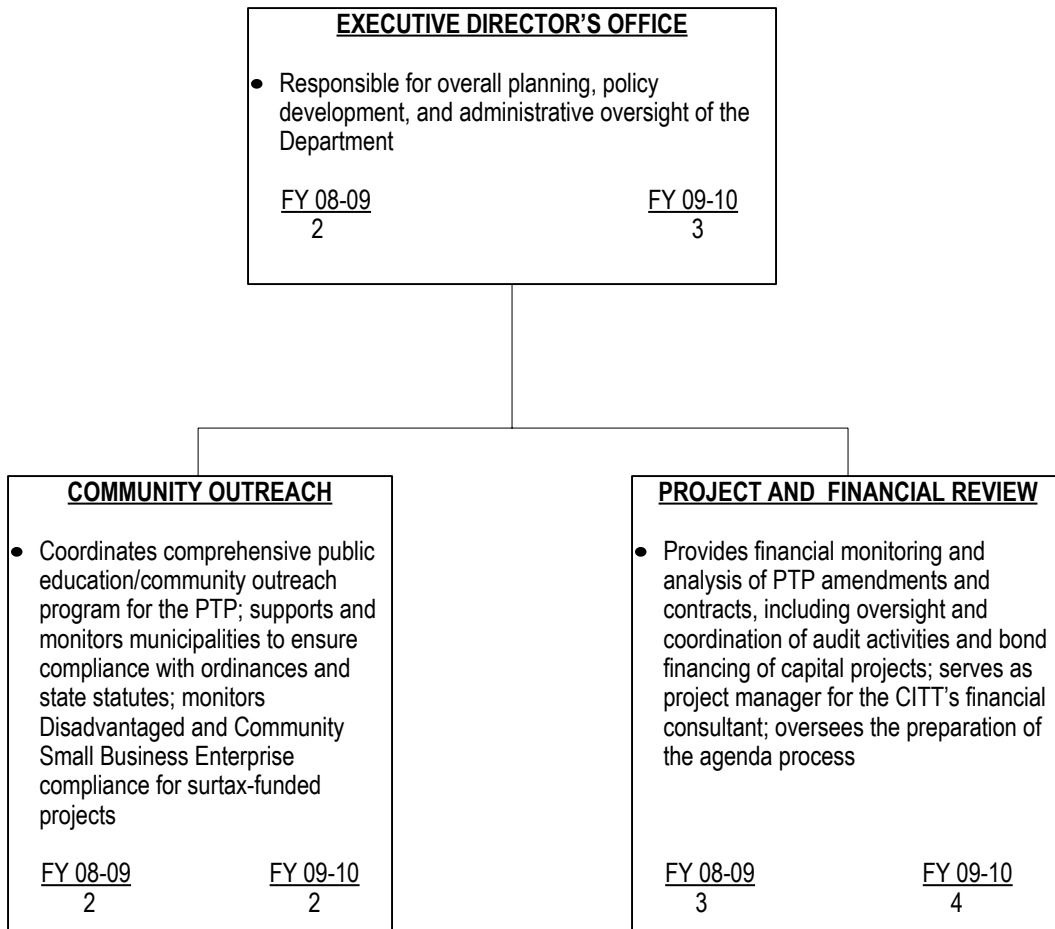 EXECUTIVE DIRECTOR’S OFFICE
• Responsible for overall planning, policy
development, and administrative oversight of the
Department
FY 08-09 FY 09-10
2 3
COMMUNITY OUTREACH
• Coordinates comprehensive public
education/community outreach
program for the PTP; supports and
monitors municipalities to ensure
compliance with ordinances and
state statutes; monitors
Disadvantaged and Community
Small Business Enterprise
compliance for surtax-funded
projects
FY 08-09 FY 09-10
2 2
PROJECT AND FINANCIAL REVIEW
• Provides financial monitoring and
analysis of PTP amendments and
contracts, including oversight and
coordination of audit activities and bond
financing of capital projects; serves as
project manager for the CITT’s financial
consultant; oversees the preparation of
the agenda process
FY 08-09 FY 09-10
3 4